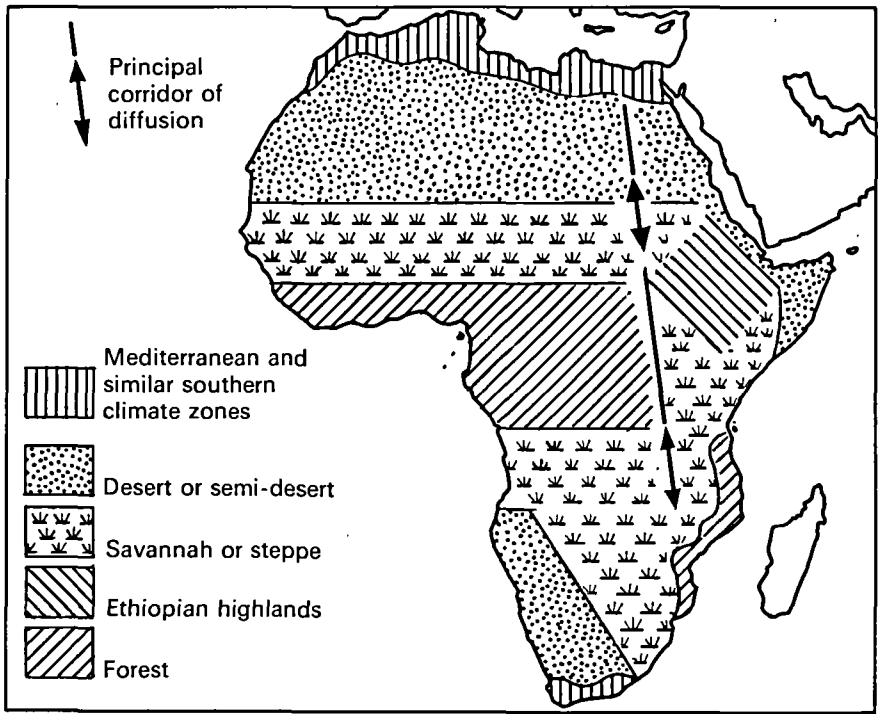 Principal
corridor of
diffusion
Mediterranean and
similar southern
climate zones
Desert or semi-desert
Savannah or steppe
Ethiopian highlands
Forest